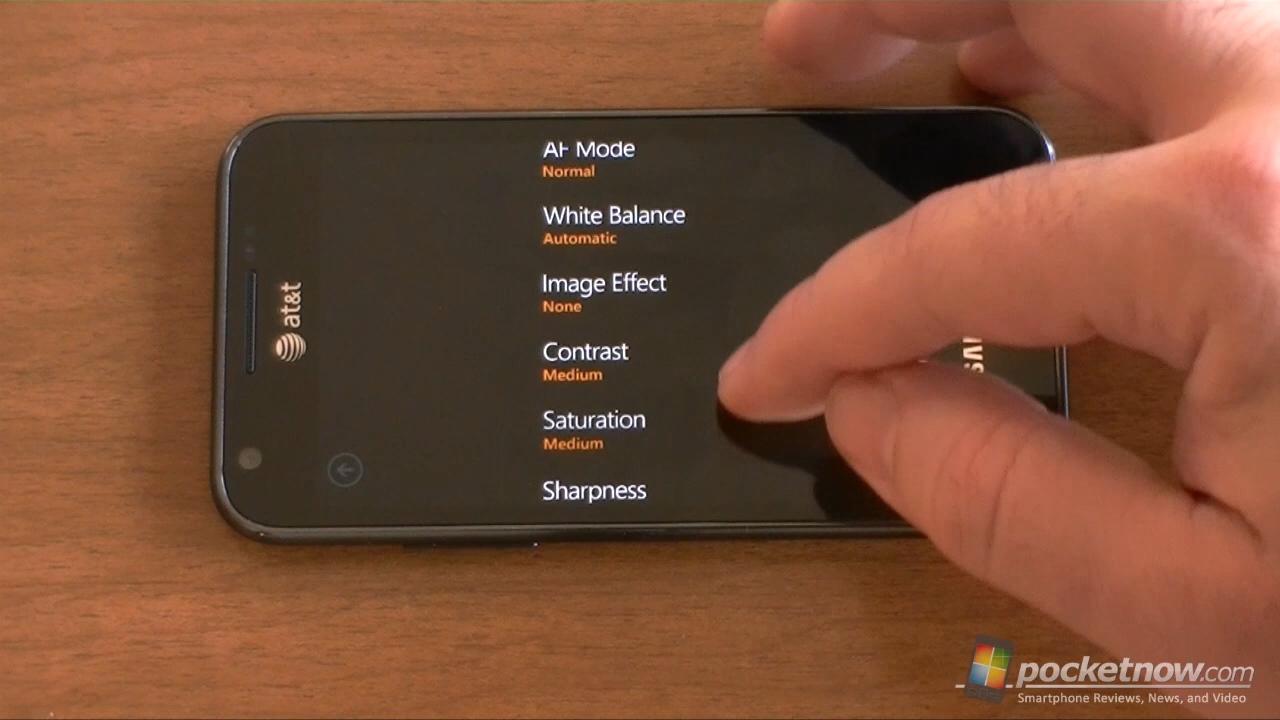 AF Mode
Normal
White Balance
Automatic
Image Effect
None
Contrast
Medium
Saturation
Medium
Sharpness
at&t
pocketnow.com
Smartphone Reviews, News, and Video